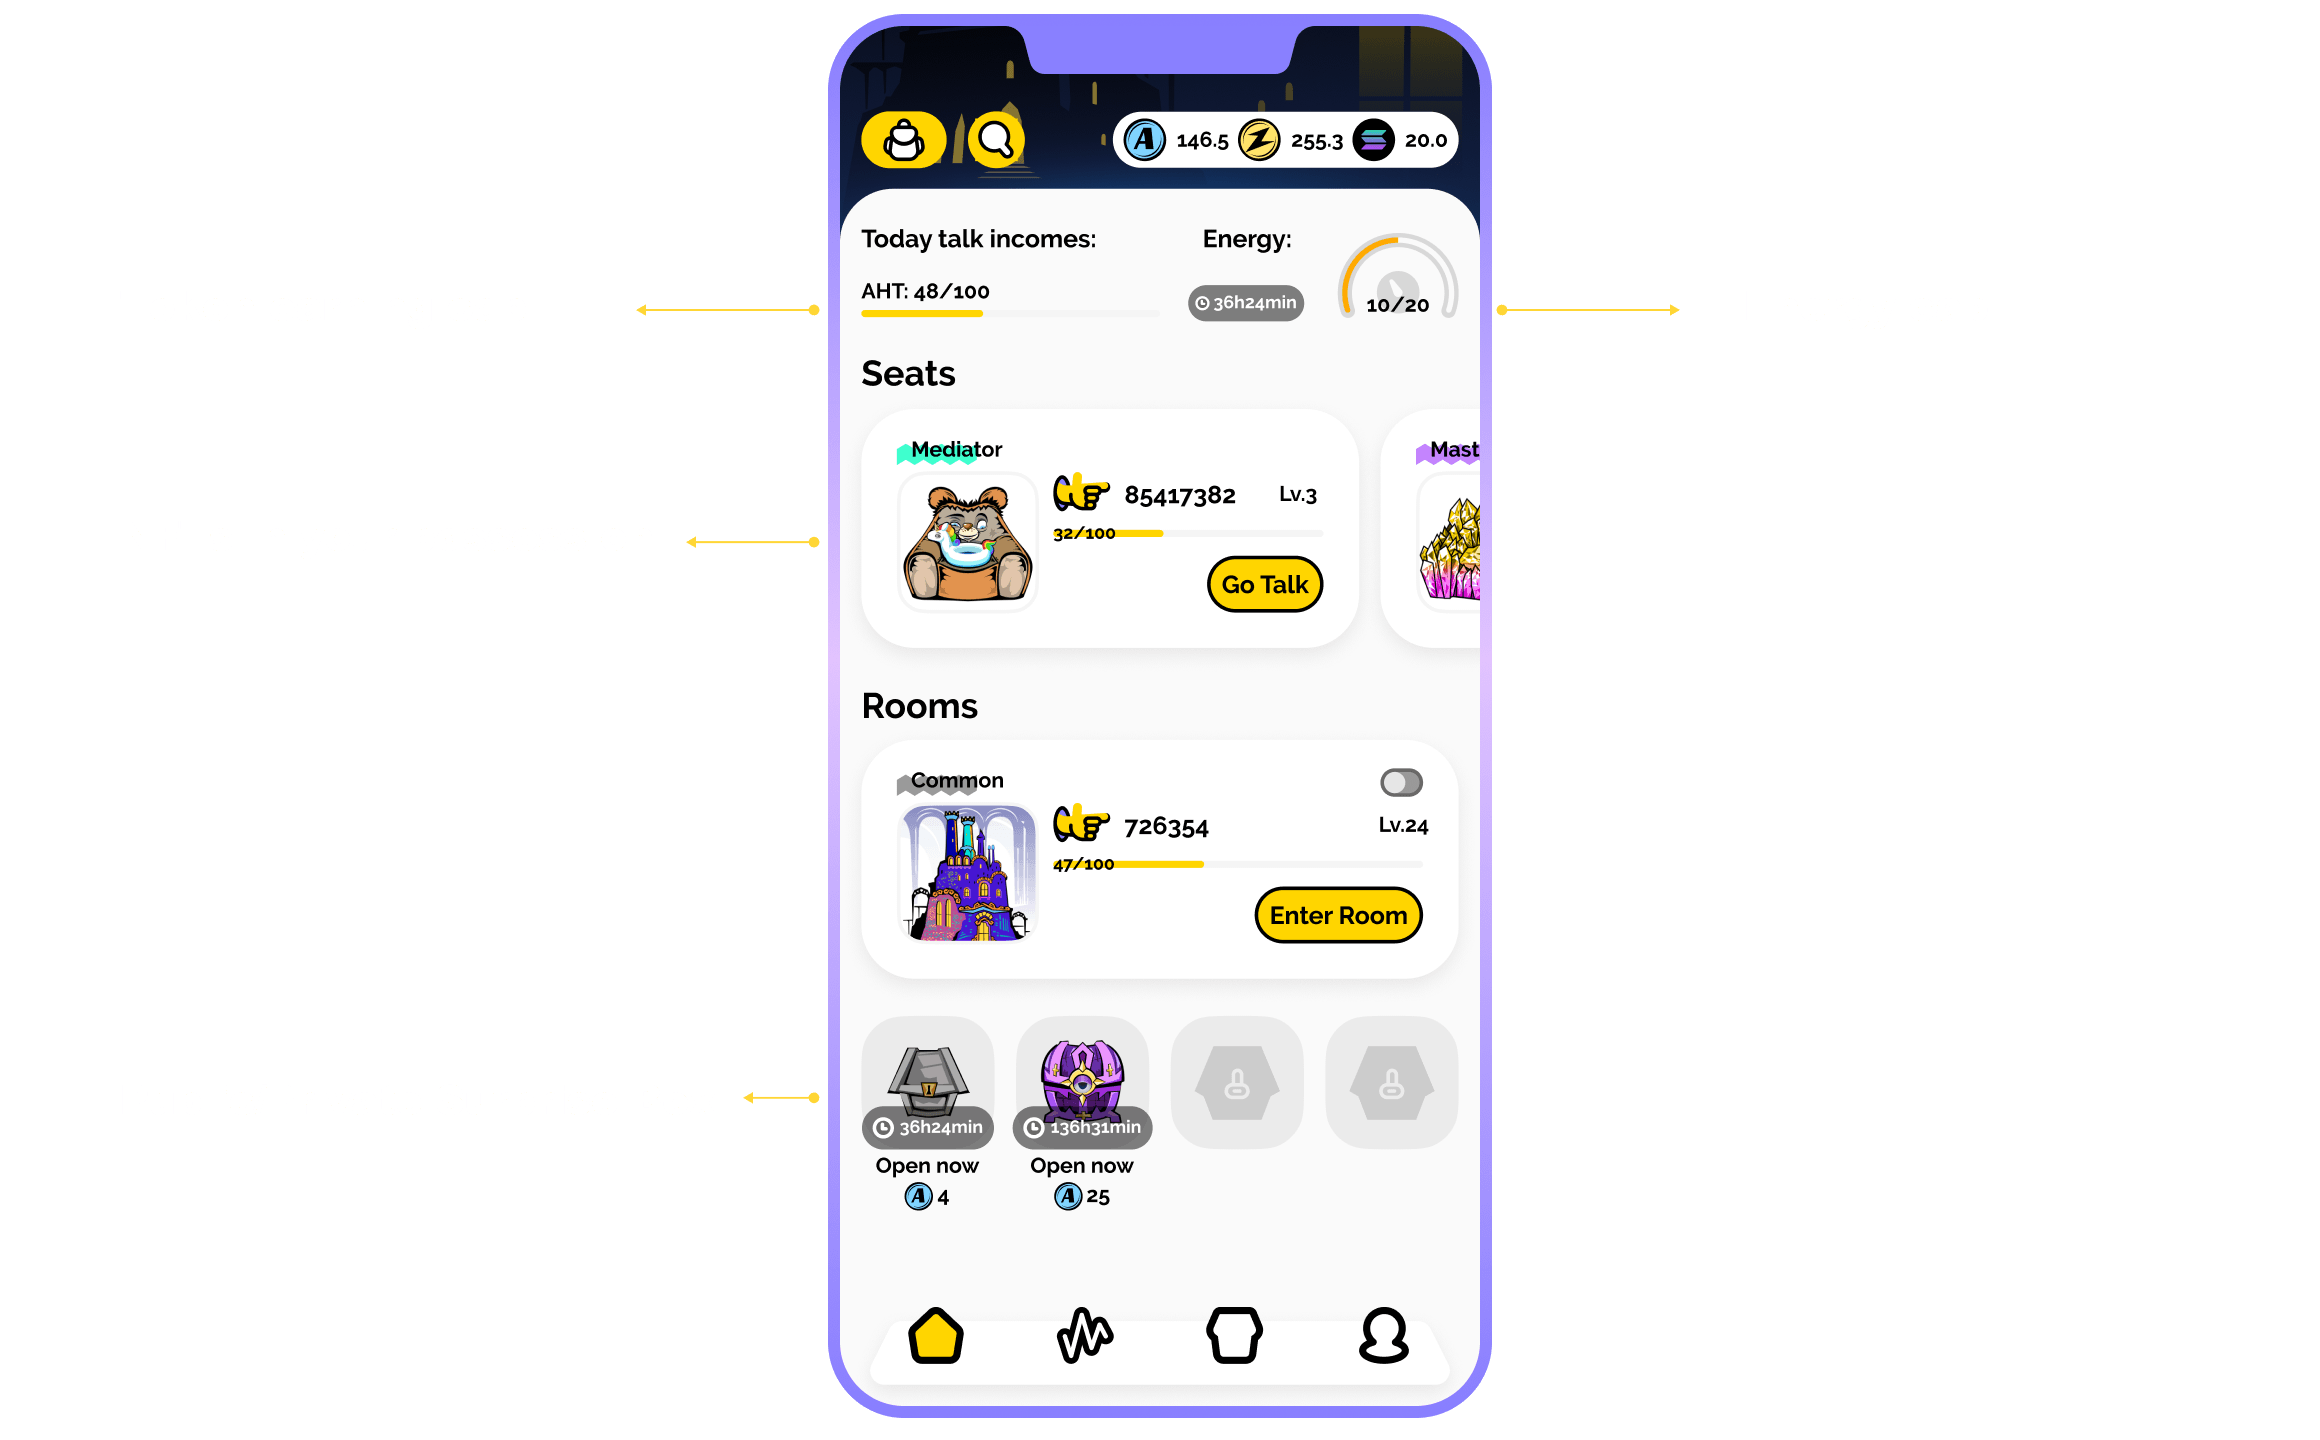 146.5 255.3 20.0
Today talk incomes: Energy:
AHT: 48/100
36h24min
10/20
Seats
Mediator
85417382 Lv.3
32/100
Go Talk
Mast
Rooms
Common
726354 Lv.24
47/100
Enter Room
36h24min 136h31min
Open now Open now
4 25